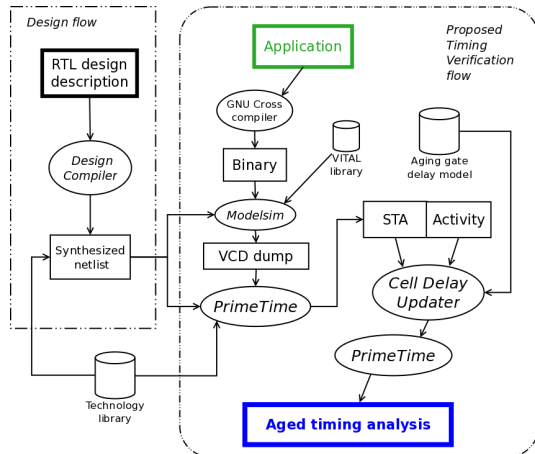 Design flow
RTL design
description
Design
Compiler
Synthesized
netlist
Technology
library
Proposed
Timing
Verification
flow
Application
GNU Cross
compiler
Binary
VITAL
library
Modelsim
VCD dump
PrimeTime
Aging gate
delay model
STA
Activity
Cell Delay
Updater
PrimeTime
Aged timing analysis